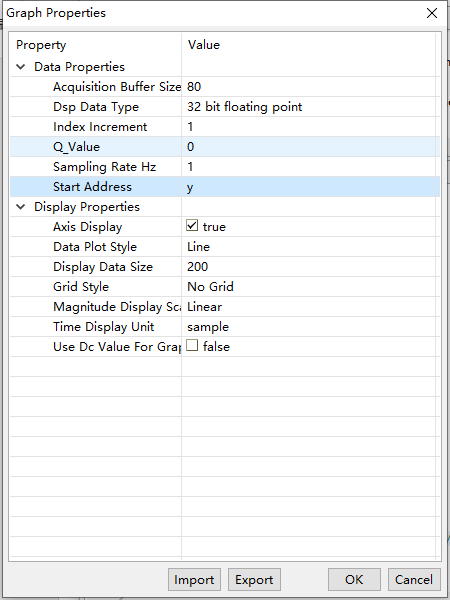 Graph Properties
Property Value
Data Properties
Acquisition Buffer Size 80
Dsp Data Type 32 bit floating point
Index Increment 1
Q_Value 0
Sampling Rate Hz 1
Start Address y
Display Properties
Axis Display true
Data Plot Style Line
Display Data Size 200
Grid Style No Grid
Magnitude Display Sca Linear
Time Display Unit sample
Use Dc Value For Grap false
Import Export OK Cancel